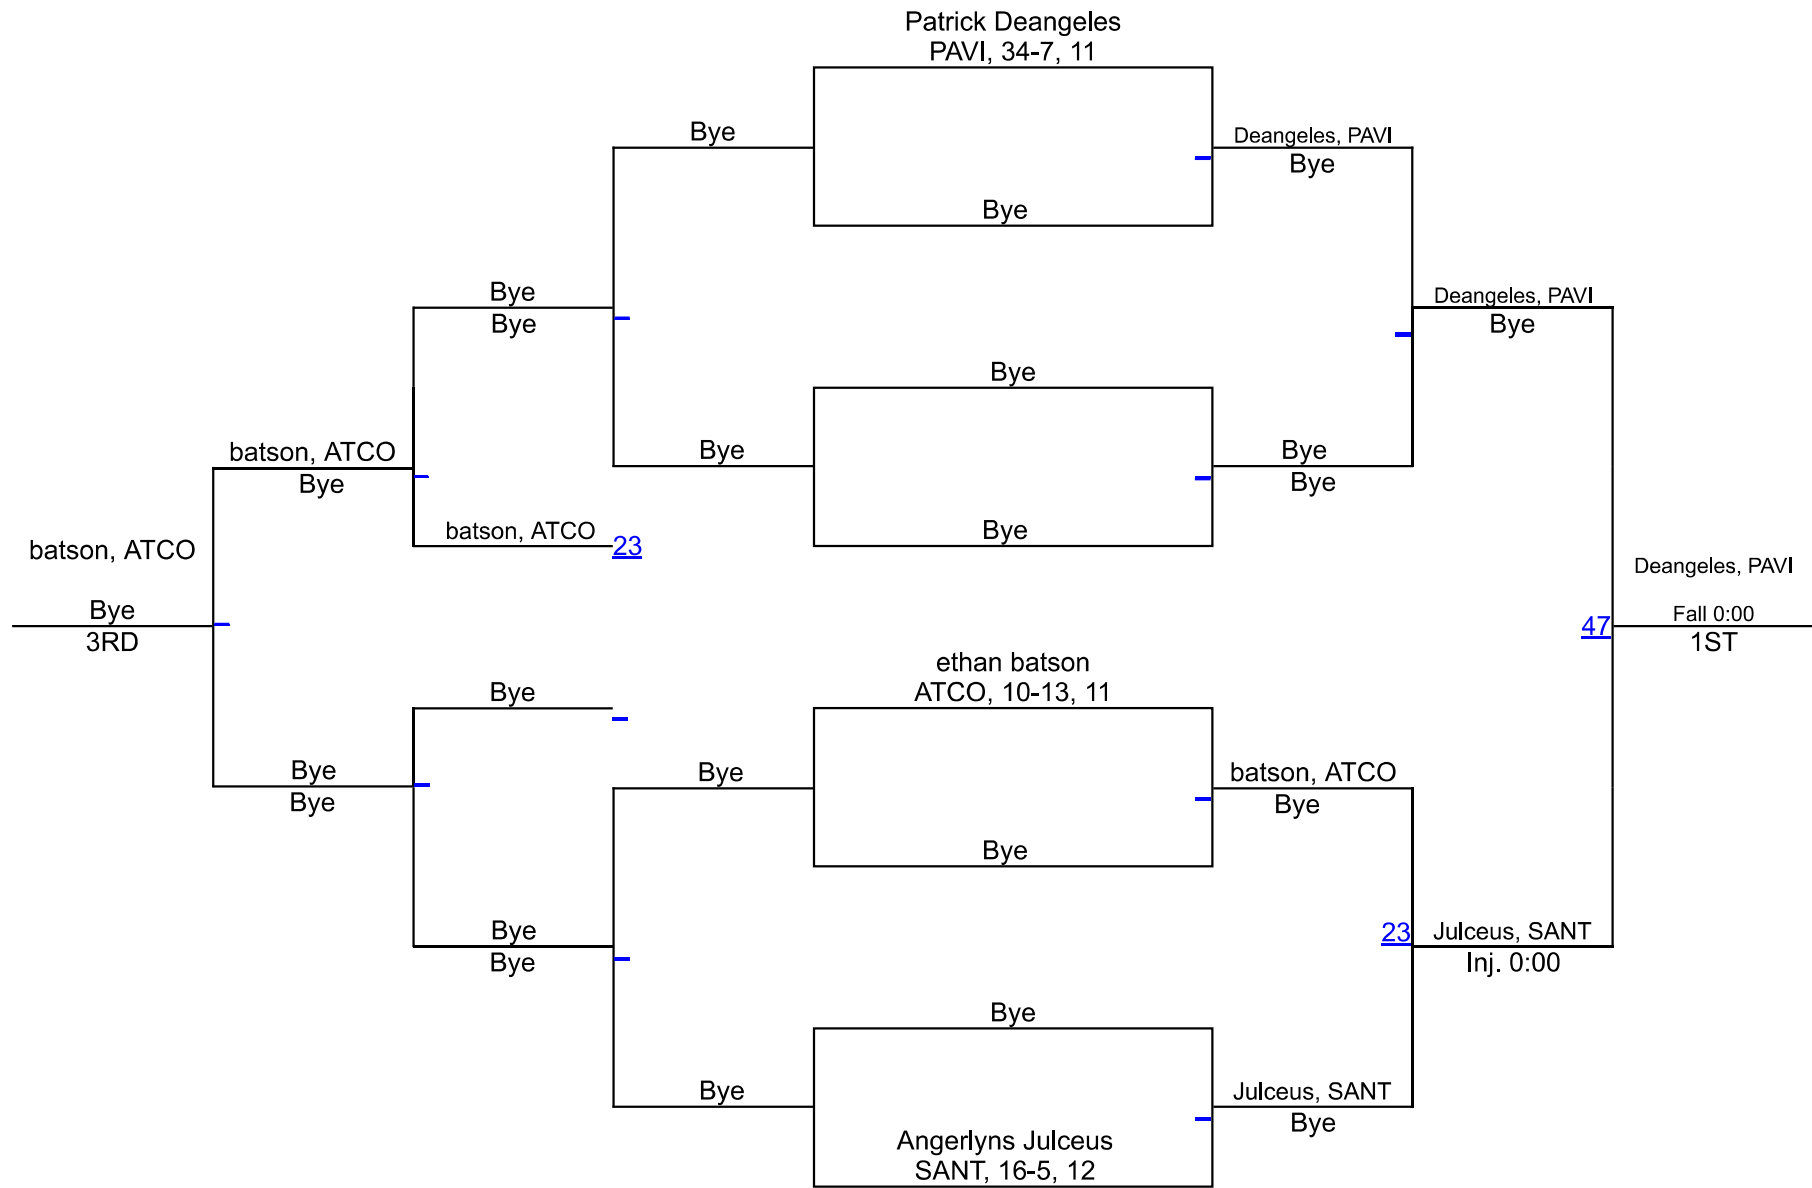 Patrick Deangeles
PAVI, 34-7, 11
Bye
Deangeles, PAVI
Bye
Bye
Bye
Bye
Deangeles, PAVI
Bye
Bye
batson, ATCO
Bye
Bye
Bye
Bye
batson, ATCO
23
Bye
batson, ATCO
Bye
3RD
Deangeles, PAVI
Fall 0:00
47
1ST
ethan batson
ATCO, 10-13, 11
Bye
Bye
Bye
Bye
batson, ATCO
Bye
Bye
Bye
Bye
23
Julceus, SANT
Inj. 0:00
Bye
Bye
Julceus, SANT
Bye
Angerlyns Julceus
SANT, 16-5, 12